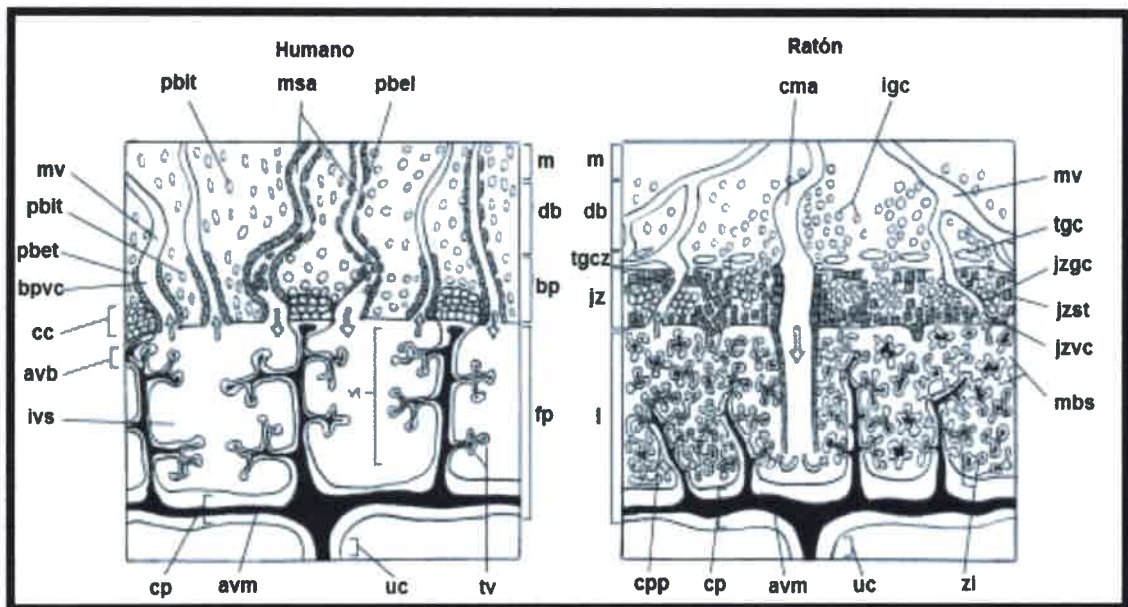 Humano
Ratón
pbit
msa
pbel
cma
igc
m
m
mv
mv
db
db
pbit
tgc
pbet
tgcz
jzgc
bpvc
bp
jz
jzst
cc
jzvc
avb
mbs
vt
ivs
fp
l
cp
avm
uc
tv
cpp
cp
avm
uc
zl